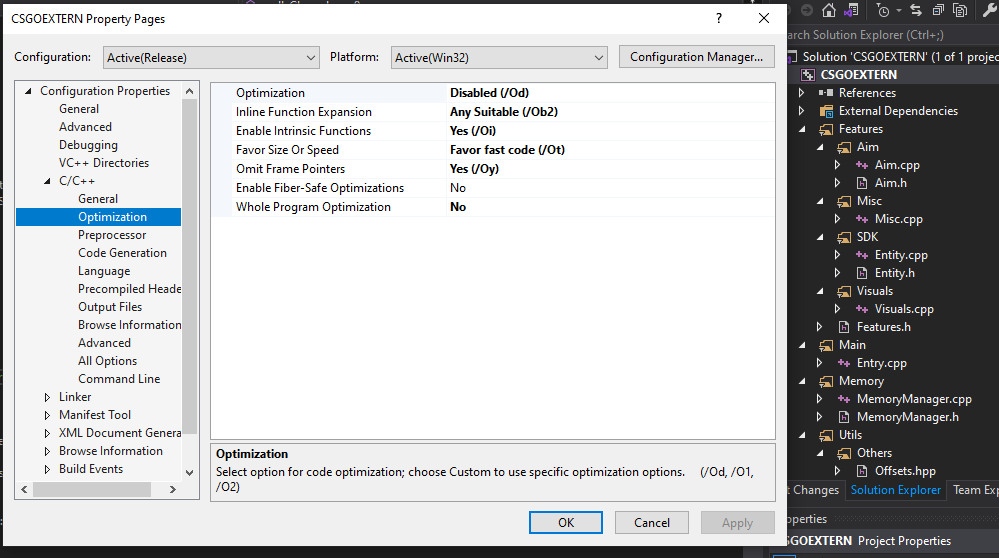 CSGOEXTERN Property Pages
?
Configuration: Active(Release) Platform: Active(Win32) Configuration Manager...
Configuration Properties
General
Advanced
Debugging
VC++ Directories
C/C++
General
Optimization
Preprocessor
Code Generation
Language
Precompiled Heade
Output Files
Browse Information
Advanced
All Options
Command Line
Linker
Manifest Tool
XML Document Genera
Browse Information
Build Events
Optimization Disabled (/Od)
Inline Function Expansion Any Suitable (/Ob2)
Enable Intrinsic Functions Yes (/Oi)
Favor Size Or Speed Favor fast code (/Ot)
Omit Frame Pointers Yes (/Oy)
Enable Fiber-Safe Optimizations No
Whole Program Optimization No
Optimization
Select option for code optimization; choose Custom to use specific optimization options. (/Od, /O1,
/O2)
OK Cancel Apply
arch Solution Explorer (Ctrl+;)
Solution 'CSGOEXTERN' (1 of 1 projec
CSGOEXTERN
References
External Dependencies
Features
Aim
Aim.cpp
Aim.h
Misc
Misc.cpp
SDK
Entity.cpp
Entity.h
Visuals
Visuals.cpp
Features.h
Main
Entry.cpp
Memory
MemoryManager.cpp
MemoryManager.h
Utils
Others
Offsets.hpp
t Changes Solution Explorer Team Exp
operties
SGOEXTERN Project Properties